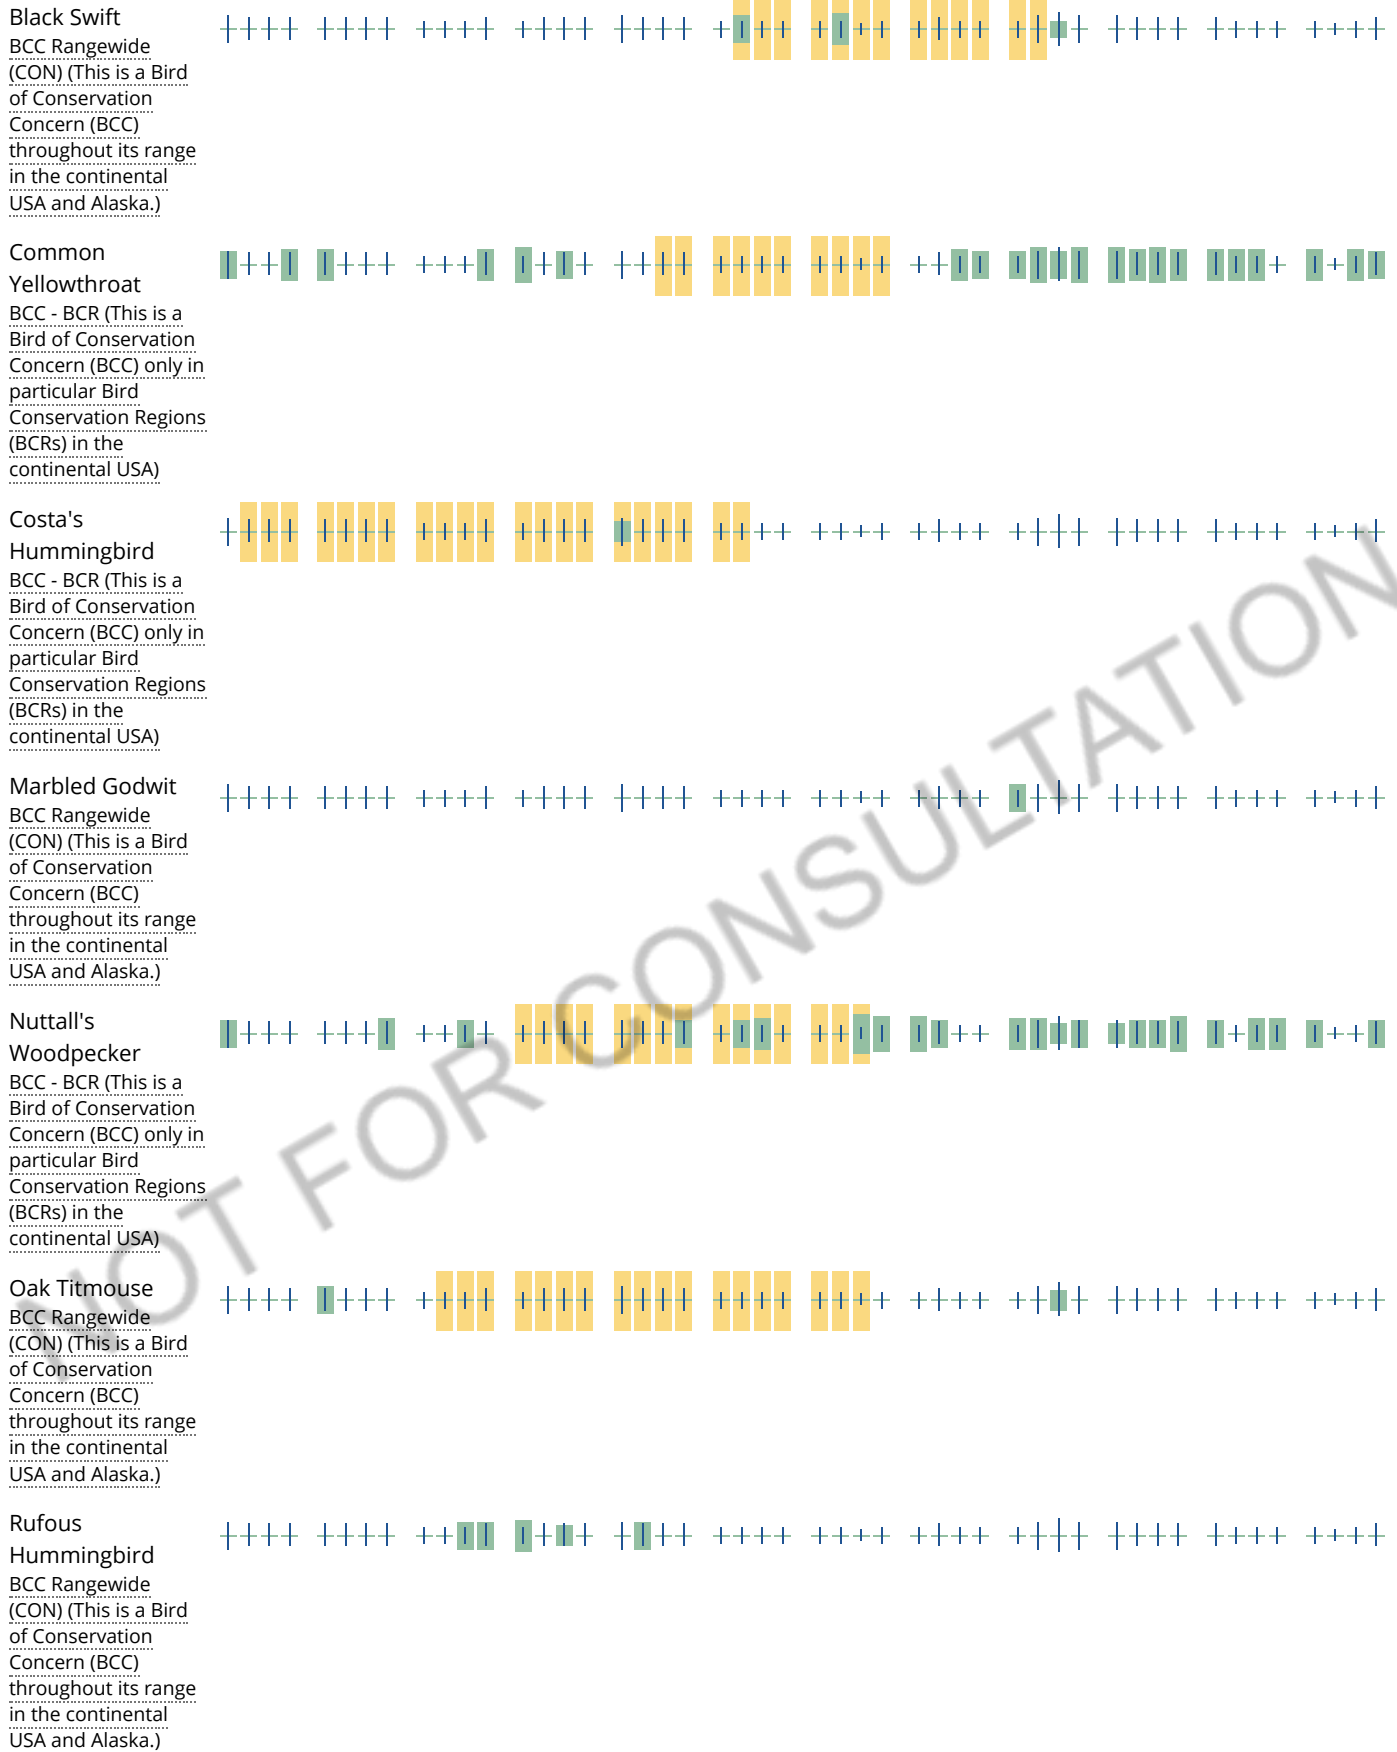 Black Swift
BCC Rangewide
(CON) (This is a Bird
of Conservation
Concern (BCC)
throughout its range
in the continental
USA and Alaska.)
Common
Yellowthroat
BCC - BCR (This is a
Bird of Conservation
Concern (BCC) only in
particular Bird
Conservation Regions
(BCRs) in the
continental USA)
Costa's
Hummingbird
BCC - BCR (This is a
Bird of Conservation
Concern (BCC) only in
particular Bird
Conservation Regions
(BCRs) in the
continental USA)
Marbled Godwit
BCC Rangewide
(CON) (This is a Bird
of Conservation
Concern (BCC)
throughout its range
in the continental
USA and Alaska.)
Nuttall's
Woodpecker
BCC - BCR (This is a
Bird of Conservation
Concern (BCC) only in
particular Bird
Conservation Regions
(BCRs) in the
continental USA)
Oak Titmouse
BCC Rangewide
(CON) (This is a Bird
of Conservation
Concern (BCC)
throughout its range
in the continental
USA and Alaska.)
Rufous
Hummingbird
BCC Rangewide
(CON) (This is a Bird
of Conservation
Concern (BCC)
throughout its range
in the continental
USA and Alaska.)
NOT FOR CONSULTATION